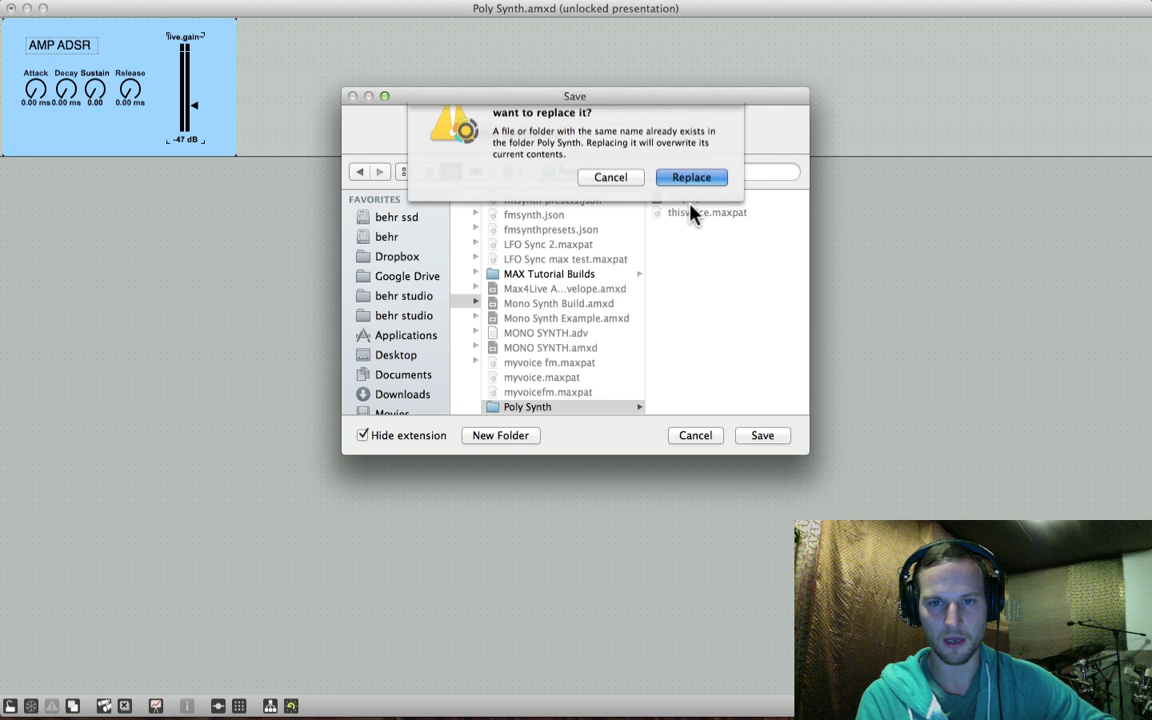 Poly Synth.amxd (unlocked presentation)
AMP ADSR
live.gain~
Attack Decay Sustain Release
0.00 ms 0.00 ms 0.00 0.00 ms
-47 dB
Save
want to replace it?
A file or folder with the same name already exists in
the folder Poly Synth. Replacing it will overwrite its
current contents.
Cancel
Replace
FAVORITES
behr ssd
behr
Dropbox
Google Drive
behr studio
behr studio
Applications
Desktop
Documents
Downloads
Movies
fmsynth presets.json
fmsynth.json
fmsynthpresets.json
LFO Sync 2.maxpat
LFO Sync max test.maxpat
MAX Tutorial Builds
Max4Live A...velope.amxd
Mono Synth Build.amxd
Mono Synth Example.amxd
MONO SYNTH.adv
MONO SYNTH.amxd
myvoice fm.maxpat
myvoice.maxpat
myvoicefm.maxpat
Poly Synth
thisvoice.maxpat
Hide extension
New Folder
Cancel
Save